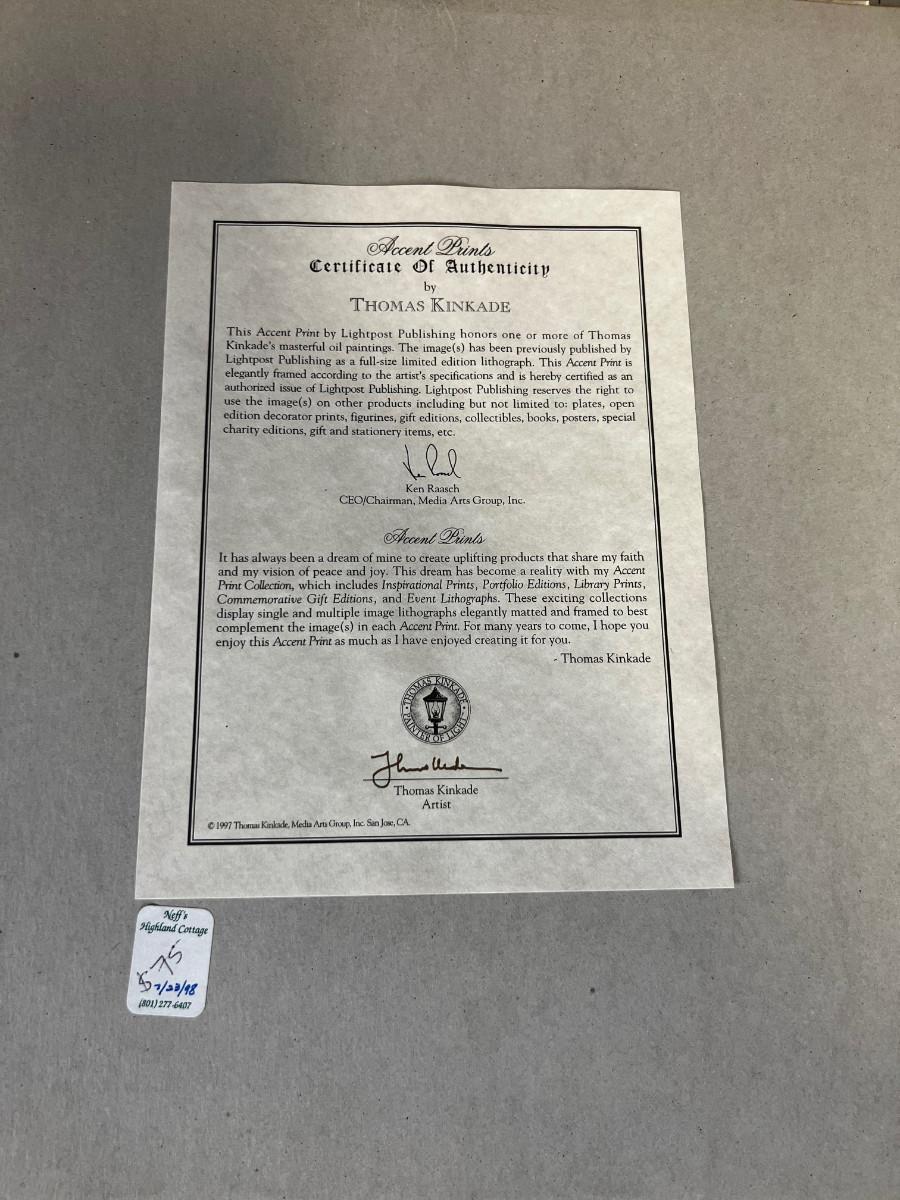 Accent Prints
Certificate Of Authenticity
by
THOMAS KINKADE
This Accent Print by Lightpost Publishing honors one or more of Thomas
Kinkade's masterful oil paintings. The image(s) has been previously published by
Lightpost Publishing as a full-size limited edition lithograph. This Accent Print is
elegantly framed according to the artist's specifications and is hereby certified as an
authorized issue of Lightpost Publishing. Lightpost Publishing reserves the right to
use the image(s) on other products including but not limited to: plates, open
edition decorator prints, figurines, gift editions, collectibles, books, posters, special
charity editions, gift and stationery items, etc.
Ken Raasch
CEO/Chairman, Media Arts Group, Inc.
Accent Prints
It has always been a dream of mine to create uplifting products that share my faith
and my vision of peace and joy. This dream has become a reality with my Accent
Print Collection, which includes Inspirational Prints, Portfolio Editions, Library Prints,
Commemorative Gift Editions, and Event Lithographs. These exciting collections
display single and multiple image lithographs elegantly matted and framed to best
complement the image(s) in each Accent Print. For many years to come, I hope you
enjoy this Accent Print as much as I have enjoyed creating it for you.
- Thomas Kinkade
THOMAS KINKADE
PAINTER OF LIGHT
Thomas Kinkade
Artist
© 1997 Thomas Kinkade, Media Arts Group, Inc. San Jose, CA.
Neff's
Highland Cottage
$75
7/23/98
(801) 277-6407